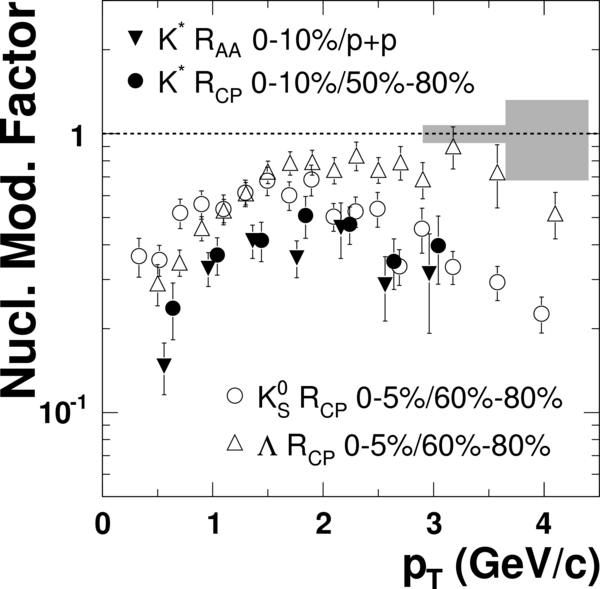 Nucl. Mod. Factor
K* R_AA 0-10%/p+p
K* R_CP 0-10%/50%-80%
1
K⁰_S R_CP 0-5%/60%-80%
10⁻¹
Λ R_CP 0-5%/60%-80%
0 1 2 3 4
p_T (GeV/c)